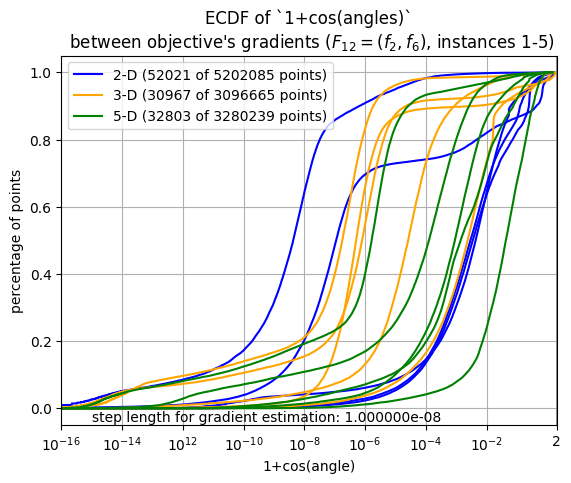 ECDF of `1+cos(angles)`
between objective's gradients (F₁₂ = (f₂, f₆), instances 1-5)
2-D (52021 of 5202085 points)
3-D (30967 of 3096665 points)
5-D (32803 of 3280239 points)
percentage of points
1.0
0.8
0.6
0.4
0.2
0.0
step length for gradient estimation: 1.000000e-08
10⁻¹⁶ 10⁻¹⁴ 10⁻¹² 10⁻¹⁰ 10⁻⁸ 10⁻⁶ 10⁻⁴ 10⁻² 2
1+cos(angle)